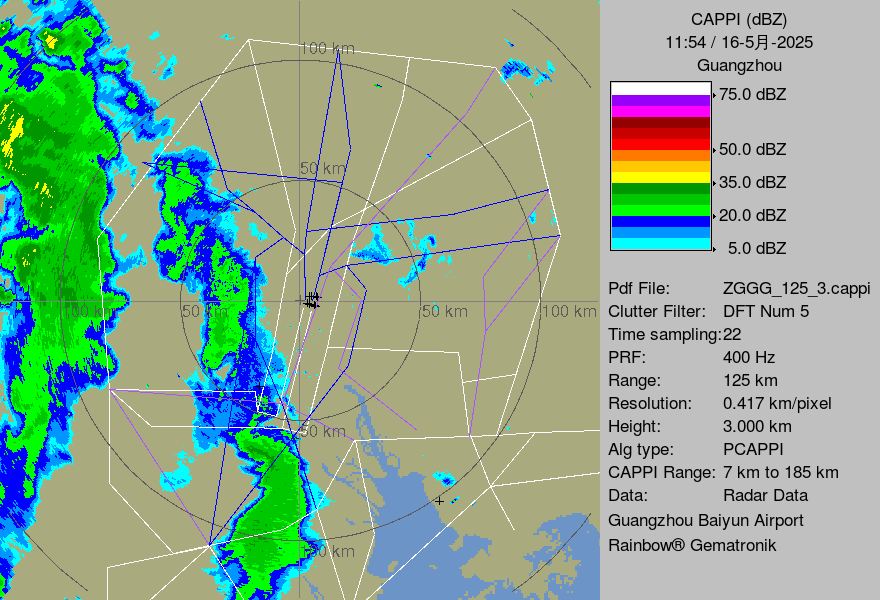 CAPPI (dBZ)
11:54 / 16-5月-2025
Guangzhou
75.0 dBZ
50.0 dBZ
35.0 dBZ
20.0 dBZ
5.0 dBZ
Pdf File: ZGGG_125_3.cappi
Clutter Filter: DFT Num 5
Time sampling:22
PRF: 400 Hz
Range: 125 km
Resolution: 0.417 km/pixel
Height: 3.000 km
Alg type: PCAPPI
CAPPI Range: 7 km to 185 km
Data: Radar Data
Guangzhou Baiyun Airport
Rainbow® Gematronik
100 km
50 km
100 km
50 km
50 km
100 km
50 km
100 km